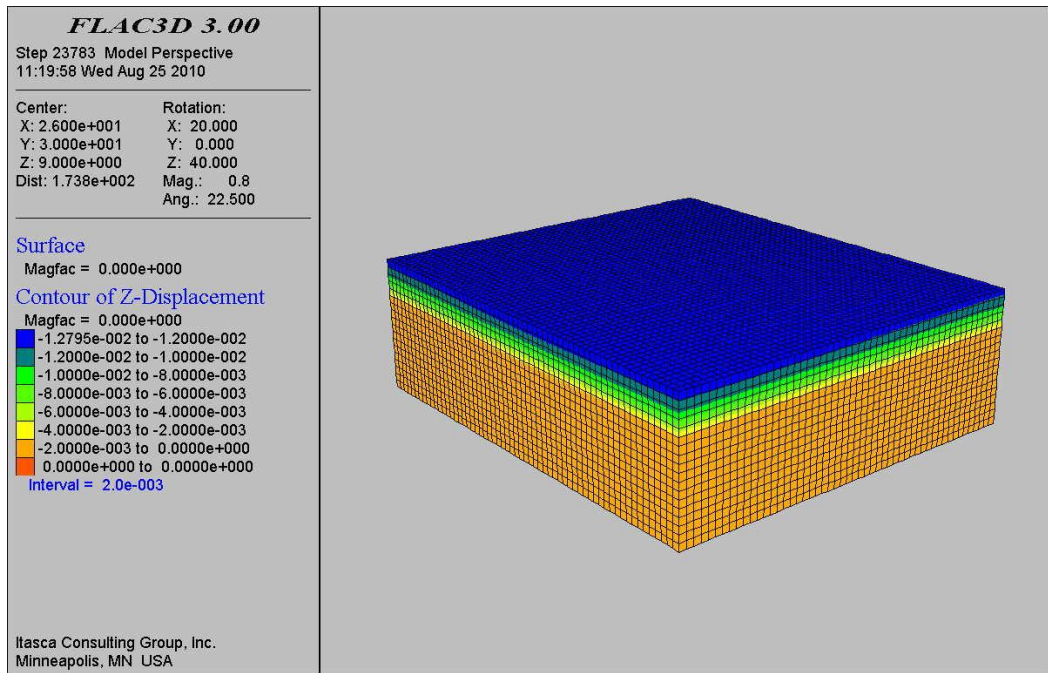 FLAC3D 3.00
Step 23783 Model Perspective
11:19:58 Wed Aug 25 2010
Center: Rotation:
X: 2.600e+001 X: 20.000
Y: 3.000e+001 Y: 0.000
Z: 9.000e+000 Z: 40.000
Dist: 1.738e+002 Mag.: 0.8
Ang.: 22.500
Surface
Magfac = 0.000e+000
Contour of Z-Displacement
Magfac = 0.000e+000
-1.2795e-002 to -1.2000e-002
-1.2000e-002 to -1.0000e-002
-1.0000e-002 to -8.0000e-003
-8.0000e-003 to -6.0000e-003
-6.0000e-003 to -4.0000e-003
-4.0000e-003 to -2.0000e-003
-2.0000e-003 to 0.0000e+000
0.0000e+000 to 0.0000e+000
Interval = 2.0e-003
Itasca Consulting Group, Inc.
Minneapolis, MN USA